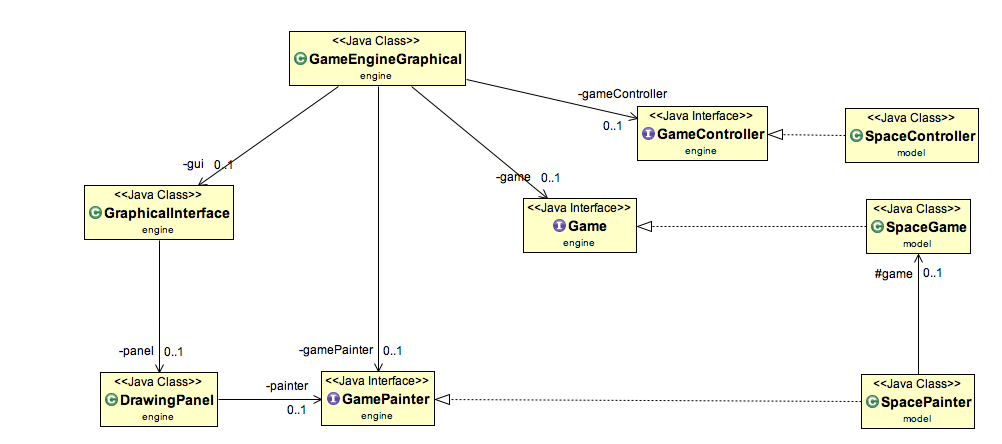 <<Java Class>>
C GameEngineGraphical
engine
-gameController
0..1
<<Java Interface>>
I GameController
engine
<<Java Class>>
C SpaceController
model
-gui 0..1
-game 0..1
<<Java Class>>
C GraphicalInterface
engine
<<Java Interface>>
I Game
engine
<<Java Class>>
C SpaceGame
model
#game 0..1
-panel 0..1
-gamePainter 0..1
<<Java Class>>
C DrawingPanel
engine
-painter
0..1
<<Java Interface>>
I GamePainter
engine
<<Java Class>>
C SpacePainter
model